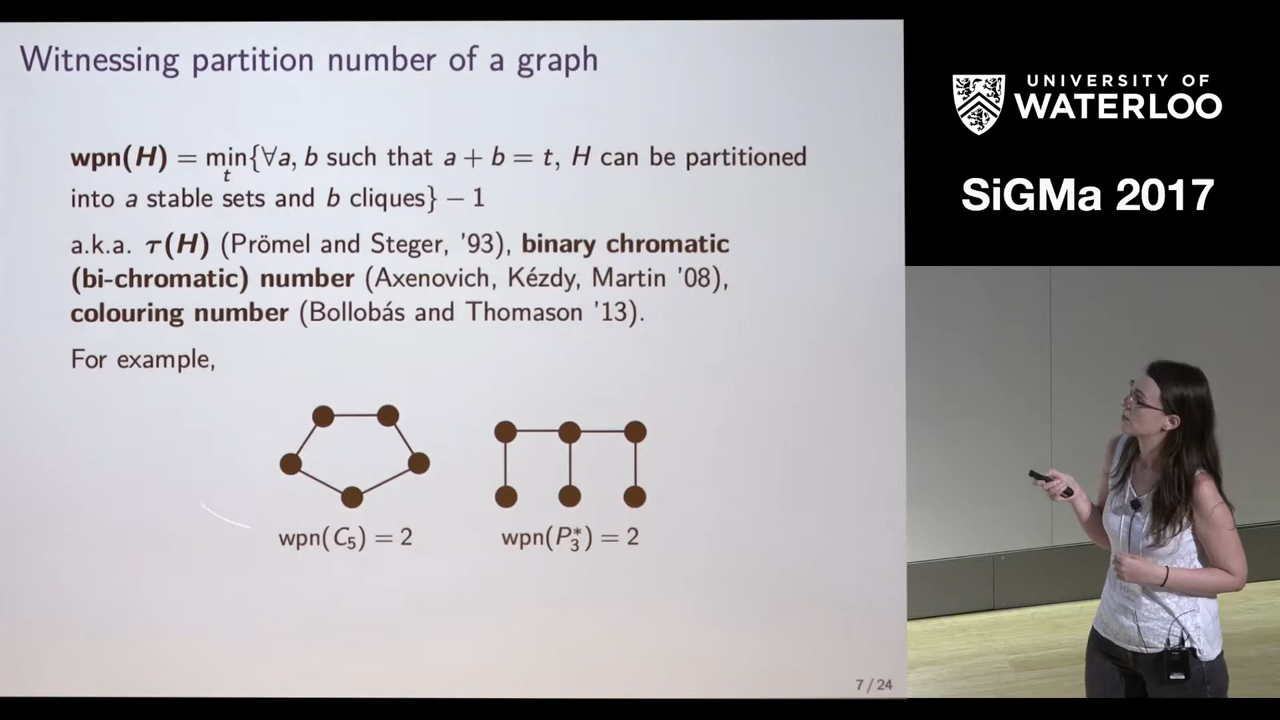 Witnessing partition number of a graph
wpn(H) = min{∀a, b such that a + b = t, H can be partitioned
t
into a stable sets and b cliques} − 1
a.k.a. τ(H) (Prömel and Steger, '93), binary chromatic
(bi-chromatic) number (Axenovich, Kézdy, Martin '08),
colouring number (Bollobás and Thomason '13).
For example,
wpn(C₅) = 2
wpn(P₃*) = 2
7 / 24
UNIVERSITY OF
WATERLOO
SiGMa 2017